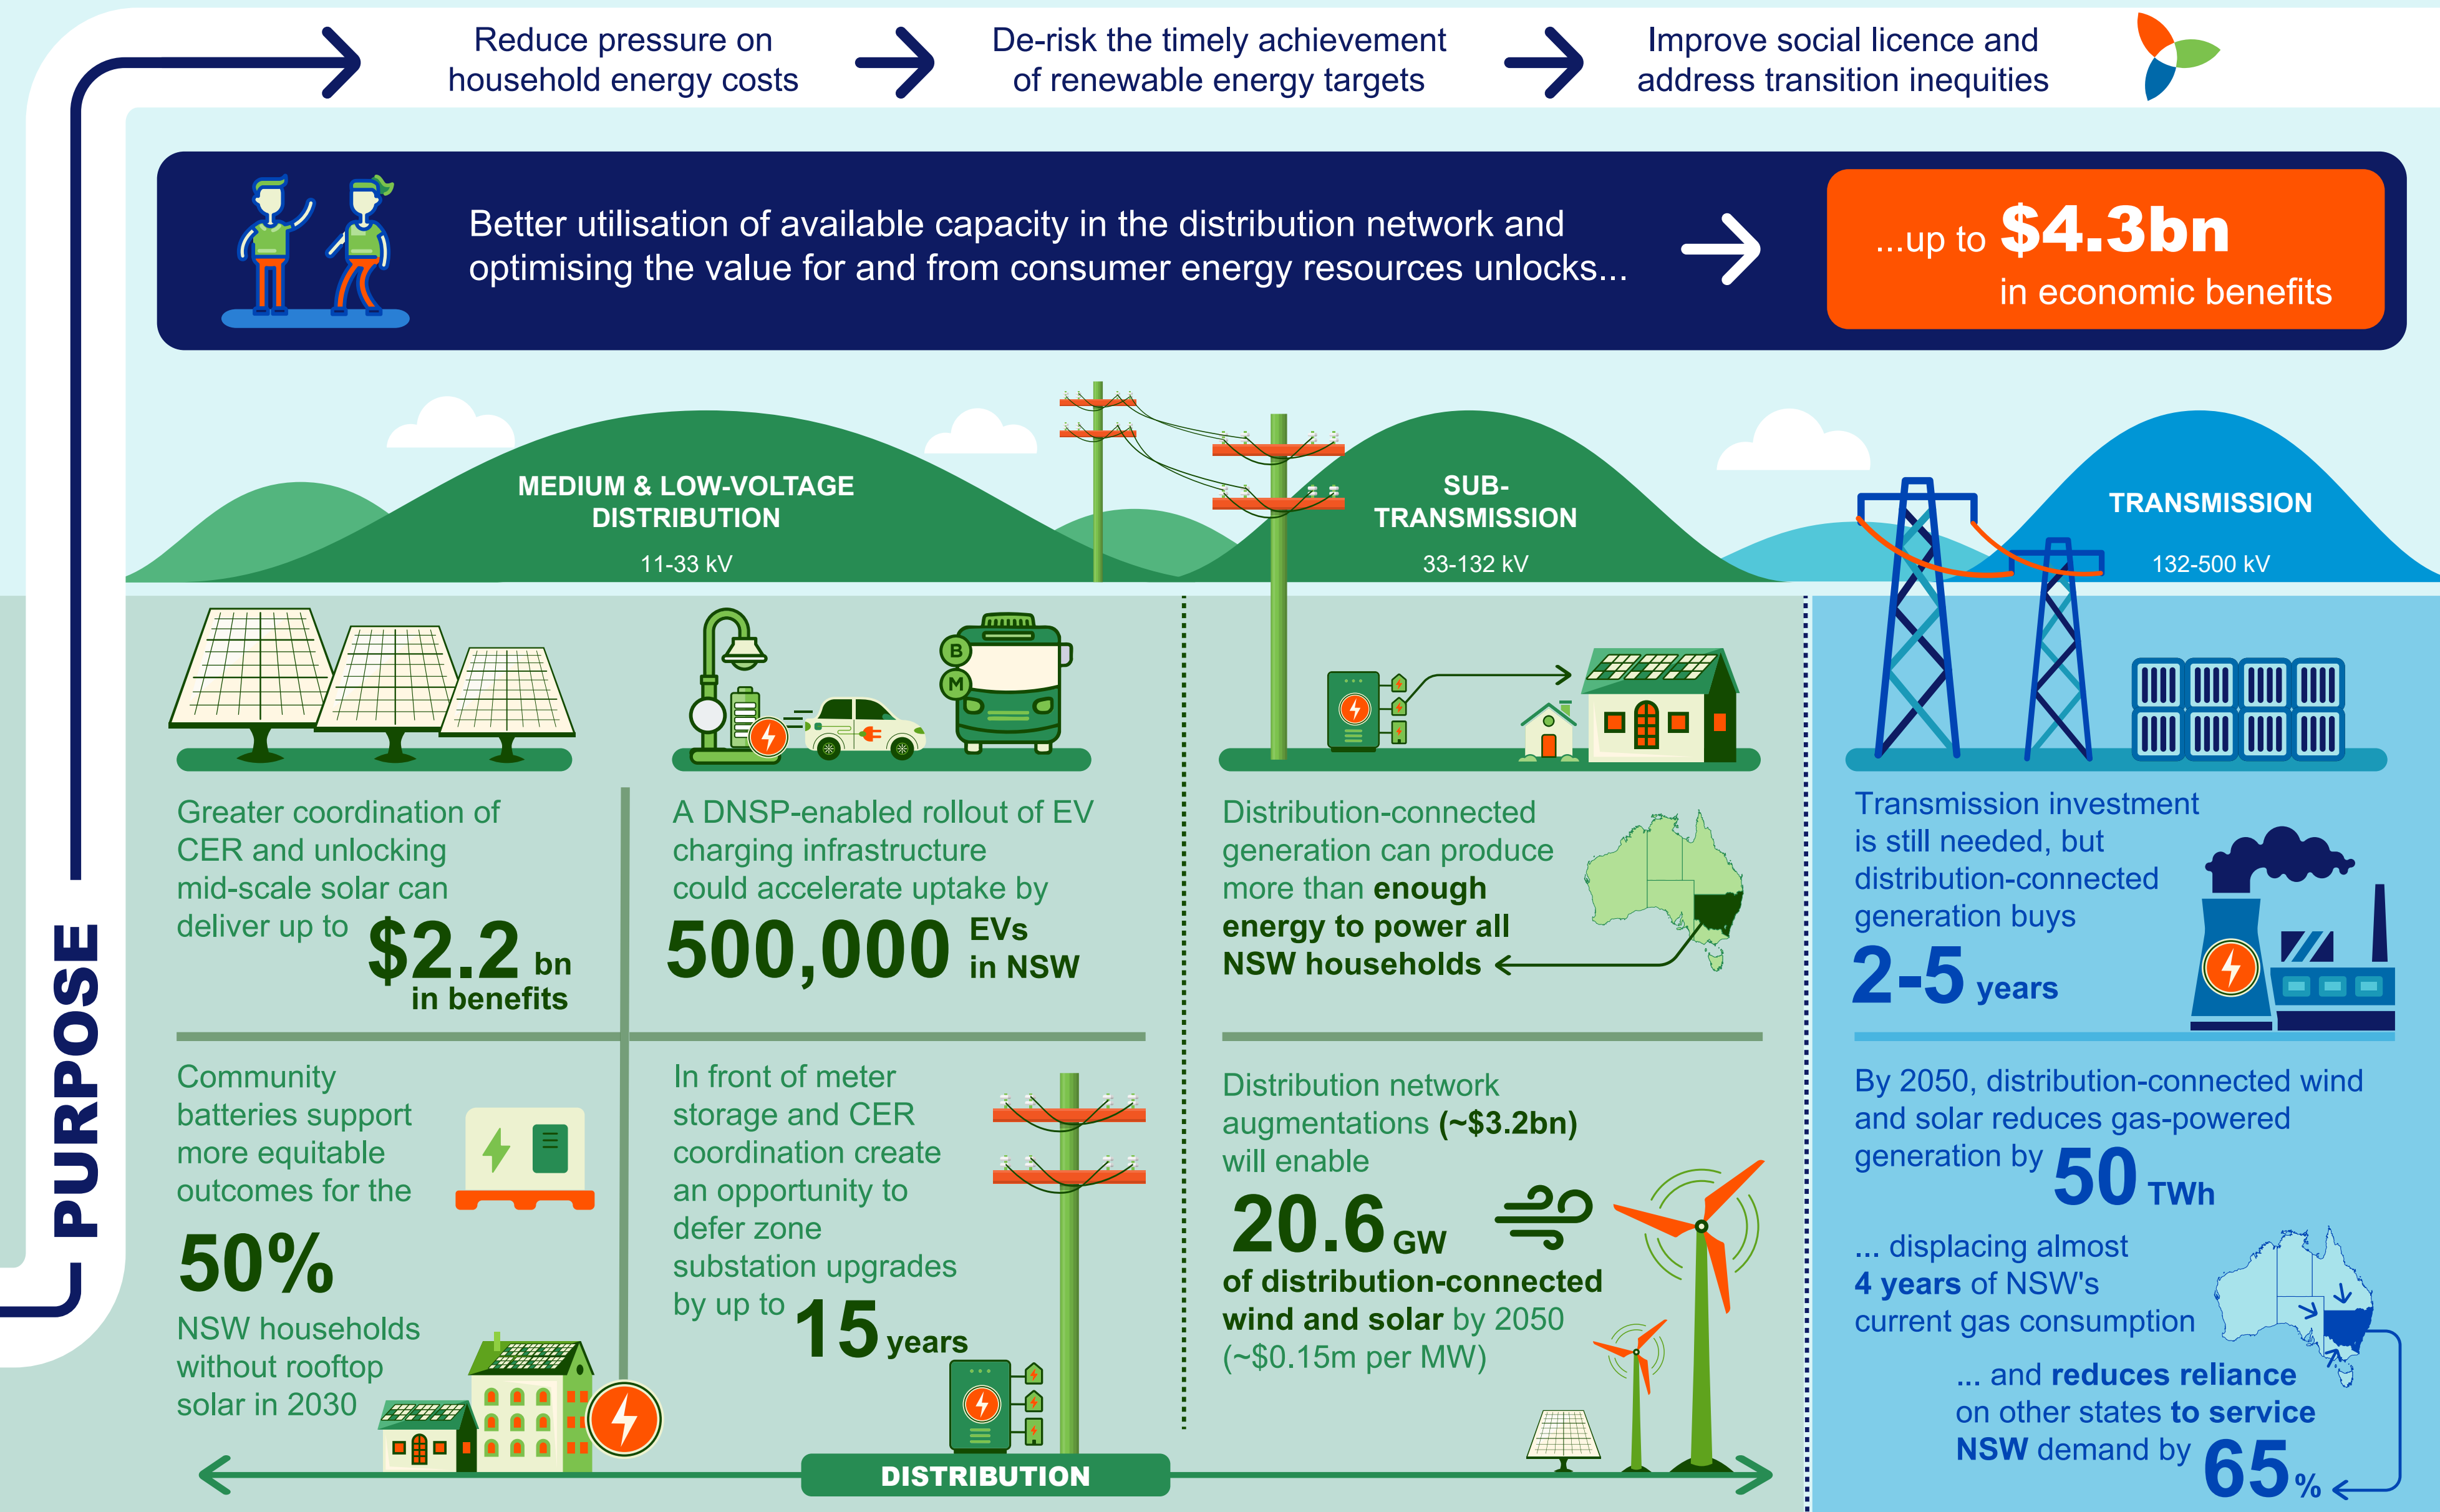 PURPOSE
Reduce pressure on
household energy costs
De-risk the timely achievement
of renewable energy targets
Improve social licence and
address transition inequities
Better utilisation of available capacity in the distribution network and
optimising the value for and from consumer energy resources unlocks...
...up to $4.3bn
in economic benefits
MEDIUM & LOW-VOLTAGE
DISTRIBUTION
11-33 kV
SUB-
TRANSMISSION
33-132 kV
TRANSMISSION
132-500 kV
B
M
Greater coordination of
CER and unlocking
mid-scale solar can
deliver up to $2.2 bn
in benefits
A DNSP-enabled rollout of EV
charging infrastructure
could accelerate uptake by
500,000 EVs
in NSW
Community
batteries support
more equitable
outcomes for the
50%
NSW households
without rooftop
solar in 2030
In front of meter
storage and CER
coordination create
an opportunity to
defer zone
substation upgrades
by up to 15 years
Distribution-connected
generation can produce
more than enough
energy to power all
NSW households
Distribution network
augmentations (~$3.2bn)
will enable
20.6 GW
of distribution-connected
wind and solar by 2050
(~$0.15m per MW)
DISTRIBUTION
Transmission investment
is still needed, but
distribution-connected
generation buys
2-5 years
By 2050, distribution-connected wind
and solar reduces gas-powered
generation by 50 TWh
... displacing almost
4 years of NSW's
current gas consumption
... and reduces reliance
on other states to service
NSW demand by 65%